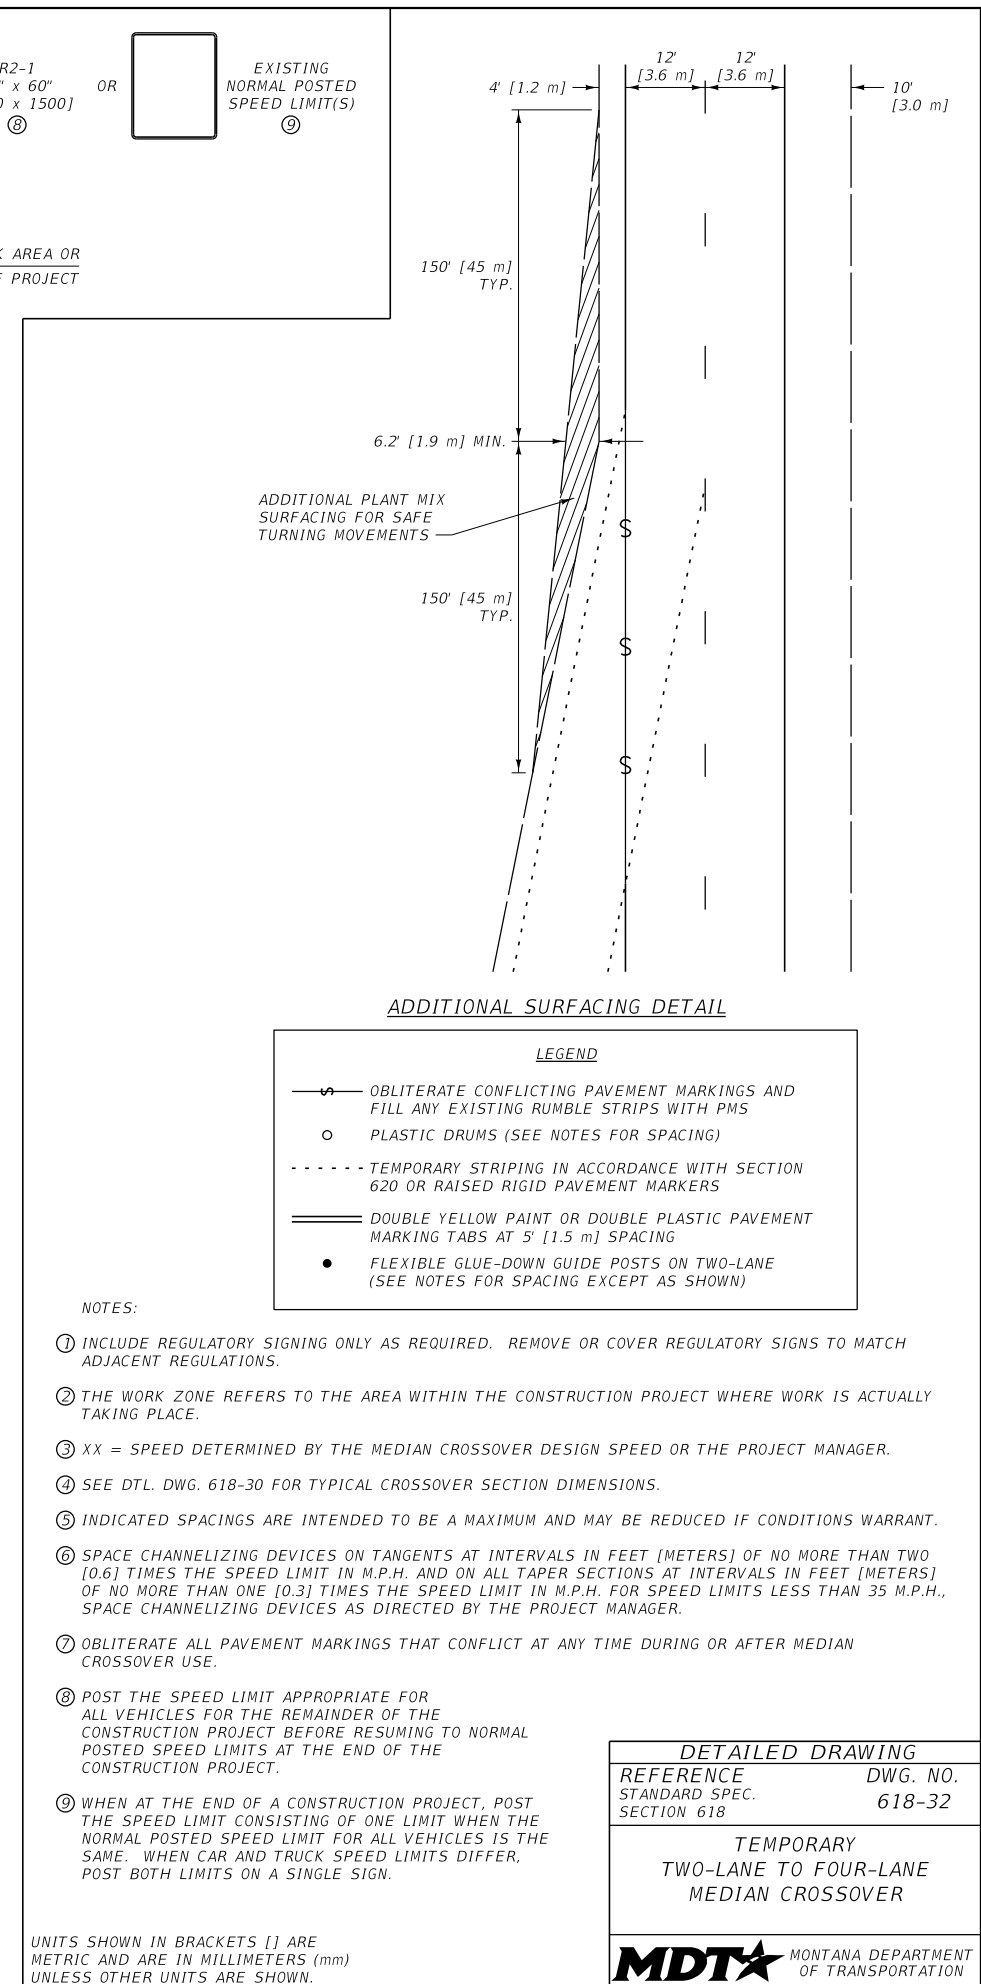 R2-1
" x 60"
0 x 1500]
8
OR
EXISTING
NORMAL POSTED
SPEED LIMIT(S)
9
K AREA OR
E PROJECT
12'
[3.6 m]
12'
[3.6 m]
4' [1.2 m]
10'
[3.0 m]
150' [45 m]
TYP.
6.2' [1.9 m] MIN.
ADDITIONAL PLANT MIX
SURFACING FOR SAFE
TURNING MOVEMENTS
S
150' [45 m]
TYP.
S
S
ADDITIONAL SURFACING DETAIL
LEGEND
S OBLITERATE CONFLICTING PAVEMENT MARKINGS AND
FILL ANY EXISTING RUMBLE STRIPS WITH PMS
PLASTIC DRUMS (SEE NOTES FOR SPACING)
TEMPORARY STRIPING IN ACCORDANCE WITH SECTION
620 OR RAISED RIGID PAVEMENT MARKERS
DOUBLE YELLOW PAINT OR DOUBLE PLASTIC PAVEMENT
MARKING TABS AT 5' [1.5 m] SPACING
FLEXIBLE GLUE-DOWN GUIDE POSTS ON TWO-LANE
(SEE NOTES FOR SPACING EXCEPT AS SHOWN)
NOTES:
1 INCLUDE REGULATORY SIGNING ONLY AS REQUIRED. REMOVE OR COVER REGULATORY SIGNS TO MATCH
ADJACENT REGULATIONS.
2 THE WORK ZONE REFERS TO THE AREA WITHIN THE CONSTRUCTION PROJECT WHERE WORK IS ACTUALLY
TAKING PLACE.
3 XX = SPEED DETERMINED BY THE MEDIAN CROSSOVER DESIGN SPEED OR THE PROJECT MANAGER.
4 SEE DTL. DWG. 618-30 FOR TYPICAL CROSSOVER SECTION DIMENSIONS.
5 INDICATED SPACINGS ARE INTENDED TO BE A MAXIMUM AND MAY BE REDUCED IF CONDITIONS WARRANT.
6 SPACE CHANNELIZING DEVICES ON TANGENTS AT INTERVALS IN FEET [METERS] OF NO MORE THAN TWO
[0.6] TIMES THE SPEED LIMIT IN M.P.H. AND ON ALL TAPER SECTIONS AT INTERVALS IN FEET [METERS]
OF NO MORE THAN ONE [0.3] TIMES THE SPEED LIMIT IN M.P.H. FOR SPEED LIMITS LESS THAN 35 M.P.H.,
SPACE CHANNELIZING DEVICES AS DIRECTED BY THE PROJECT MANAGER.
7 OBLITERATE ALL PAVEMENT MARKINGS THAT CONFLICT AT ANY TIME DURING OR AFTER MEDIAN
CROSSOVER USE.
8 POST THE SPEED LIMIT APPROPRIATE FOR
ALL VEHICLES FOR THE REMAINDER OF THE
CONSTRUCTION PROJECT BEFORE RESUMING TO NORMAL
POSTED SPEED LIMITS AT THE END OF THE
CONSTRUCTION PROJECT.
9 WHEN AT THE END OF A CONSTRUCTION PROJECT, POST
THE SPEED LIMIT CONSISTING OF ONE LIMIT WHEN THE
NORMAL POSTED SPEED LIMIT FOR ALL VEHICLES IS THE
SAME. WHEN CAR AND TRUCK SPEED LIMITS DIFFER,
POST BOTH LIMITS ON A SINGLE SIGN.
UNITS SHOWN IN BRACKETS [] ARE
METRIC AND ARE IN MILLIMETERS (mm)
UNLESS OTHER UNITS ARE SHOWN.
DETAILED DRAWING
REFERENCE DWG. NO.
STANDARD SPEC.
SECTION 618
618-32
TEMPORARY
TWO-LANE TO FOUR-LANE
MEDIAN CROSSOVER
MDT MONTANA DEPARTMENT
OF TRANSPORTATION